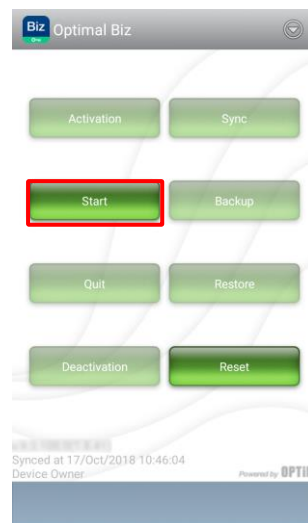 Biz
Optimal Biz
Activation
Sync
Start
Backup
Quit
Restore
Deactivation
Reset
Synced at 17/Oct/2018 10:46:04
Device Owner
Powered by OPTiM